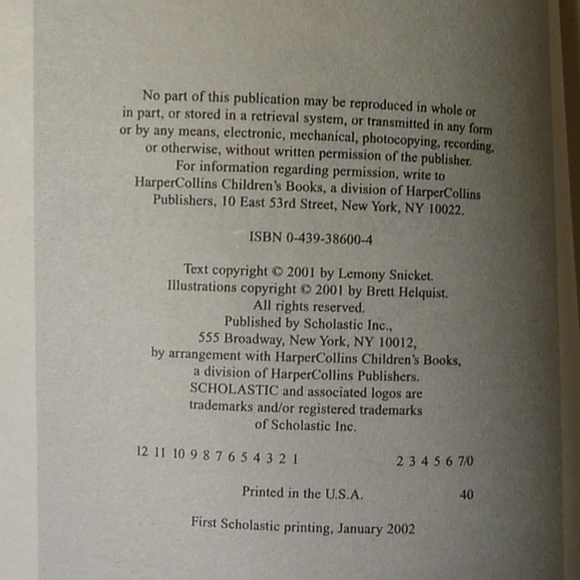 No part of this publication may be reproduced in whole or
in part, or stored in a retrieval system, or transmitted in any form
or by any means, electronic, mechanical, photocopying, recording,
or otherwise, without written permission of the publisher.
For information regarding permission, write to
HarperCollins Children's Books, a division of HarperCollins
Publishers, 10 East 53rd Street, New York, NY 10022.
ISBN 0-439-38600-4
Text copyright © 2001 by Lemony Snicket.
Illustrations copyright © 2001 by Brett Helquist.
All rights reserved.
Published by Scholastic Inc.,
555 Broadway, New York, NY 10012,
by arrangement with HarperCollins Children's Books,
a division of HarperCollins Publishers.
SCHOLASTIC and associated logos are
trademarks and/or registered trademarks
of Scholastic Inc.
12 11 10 9 8 7 6 5 4 3 2 1 2 3 4 5 6 7/0
Printed in the U.S.A. 40
First Scholastic printing, January 2002